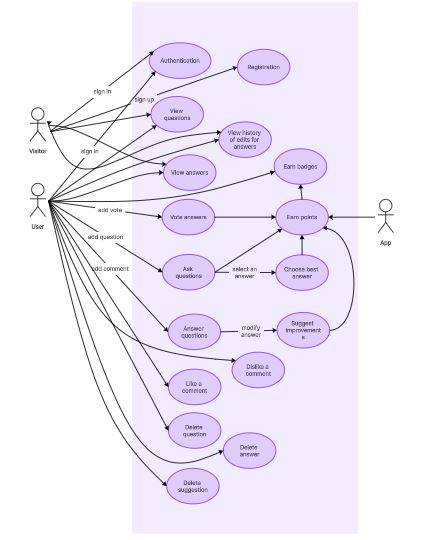 Authentication
Registration
sign in
sign up
View
questions
Visitor
View history
of edits for
answers
sign in
View answers
Earn badges
User
add vote
Vote answers
Earn points
App
add question
Ask
questions
select an
answer
Choose best
answer
add comment
Answer
questions
modify
answer
Suggest
improvement
s
Dislike a
comment
Like a
comment
Delete
question
Delete
answer
Delete
suggestion